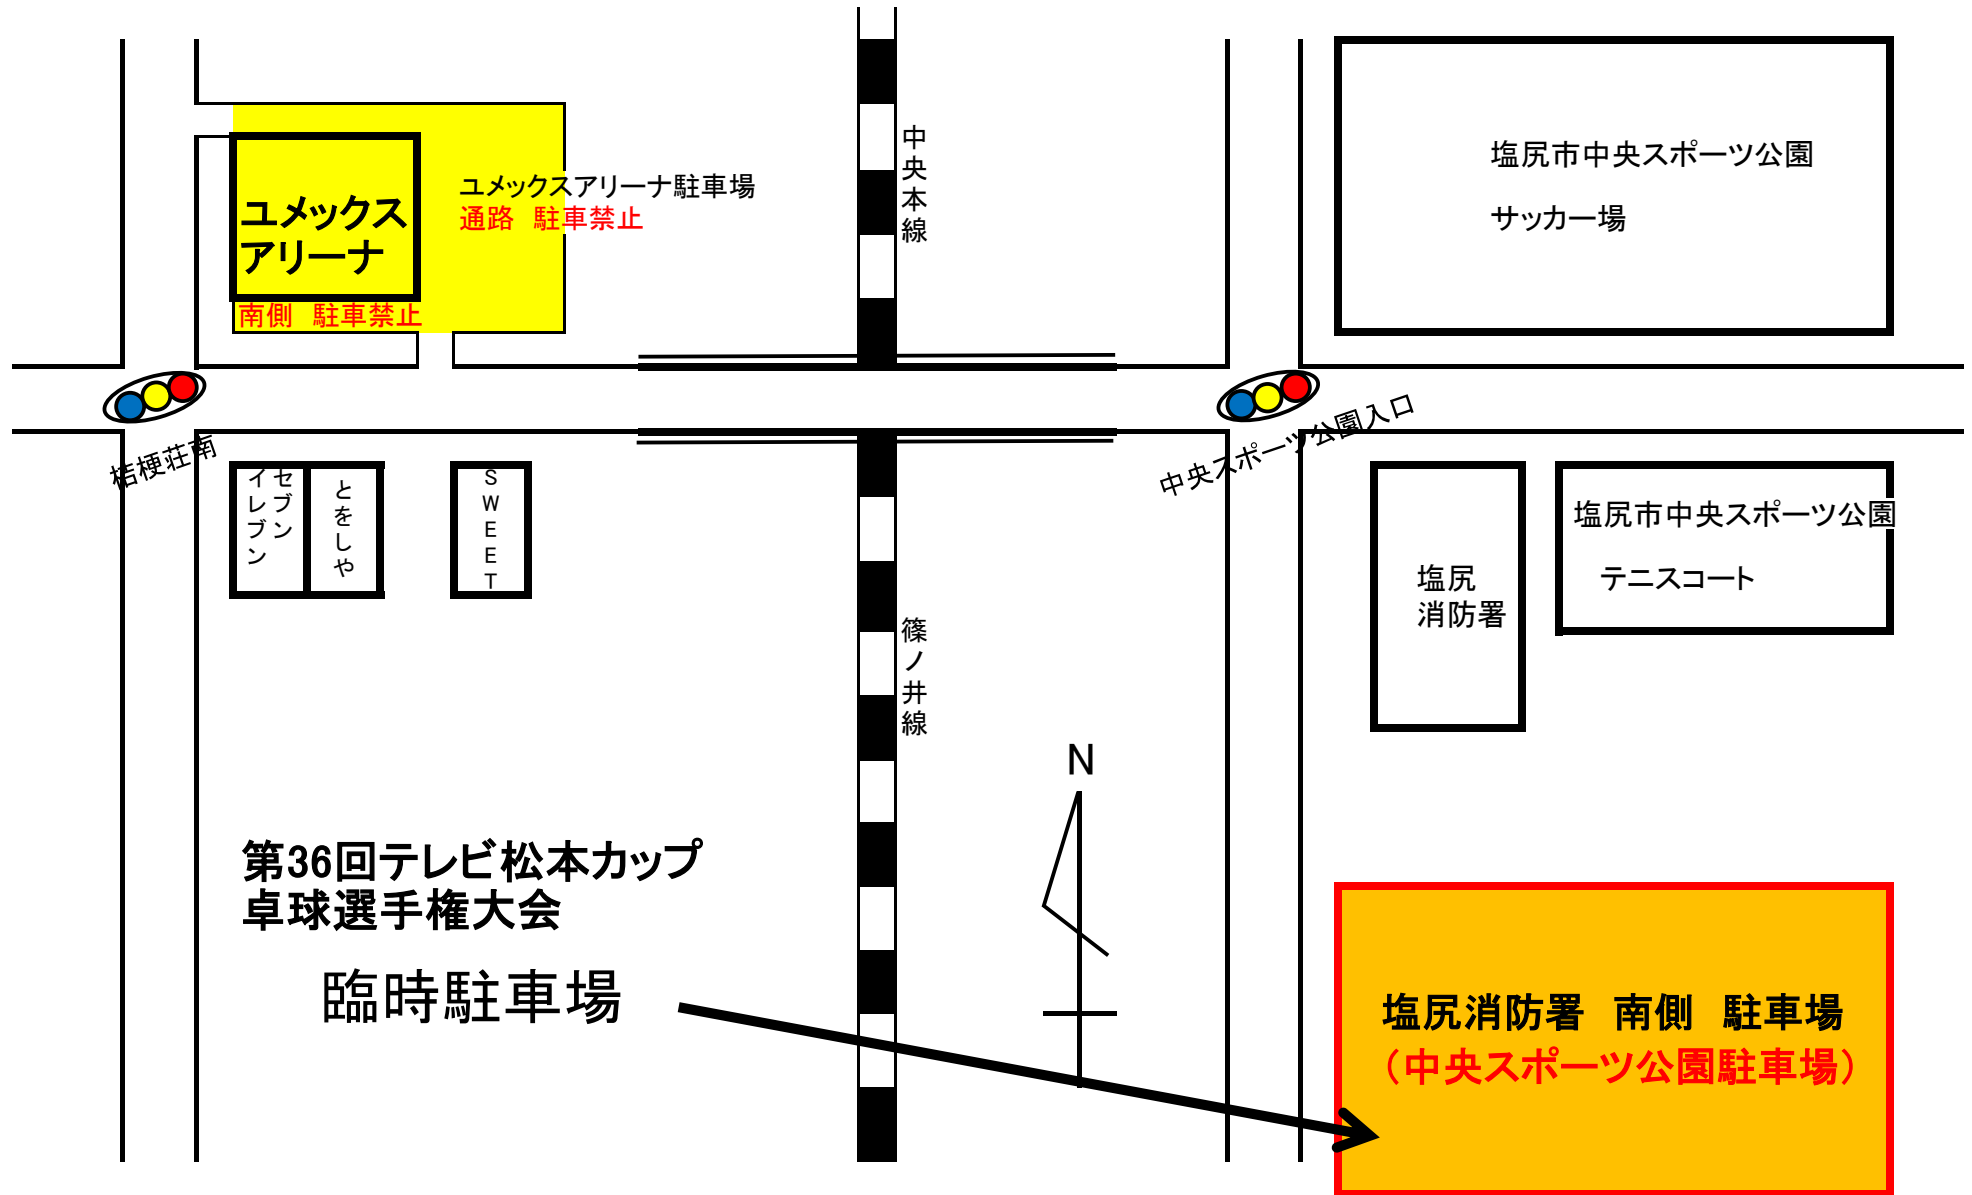 中央本線
塩尻市中央スポーツ公園
サッカー場
ユメックスアリーナ駐車場
通路　駐車禁止
ユメックス
アリーナ
南側　駐車禁止
桔梗荘南
中央スポーツ公園入口
セブン
イレブン
とをしや
SWEET
塩尻市中央スポーツ公園
テニスコート
塩尻
消防署
篠ノ井線
N
第36回テレビ松本カップ
卓球選手権大会
臨時駐車場
塩尻消防署　南側　駐車場
（中央スポーツ公園駐車場）